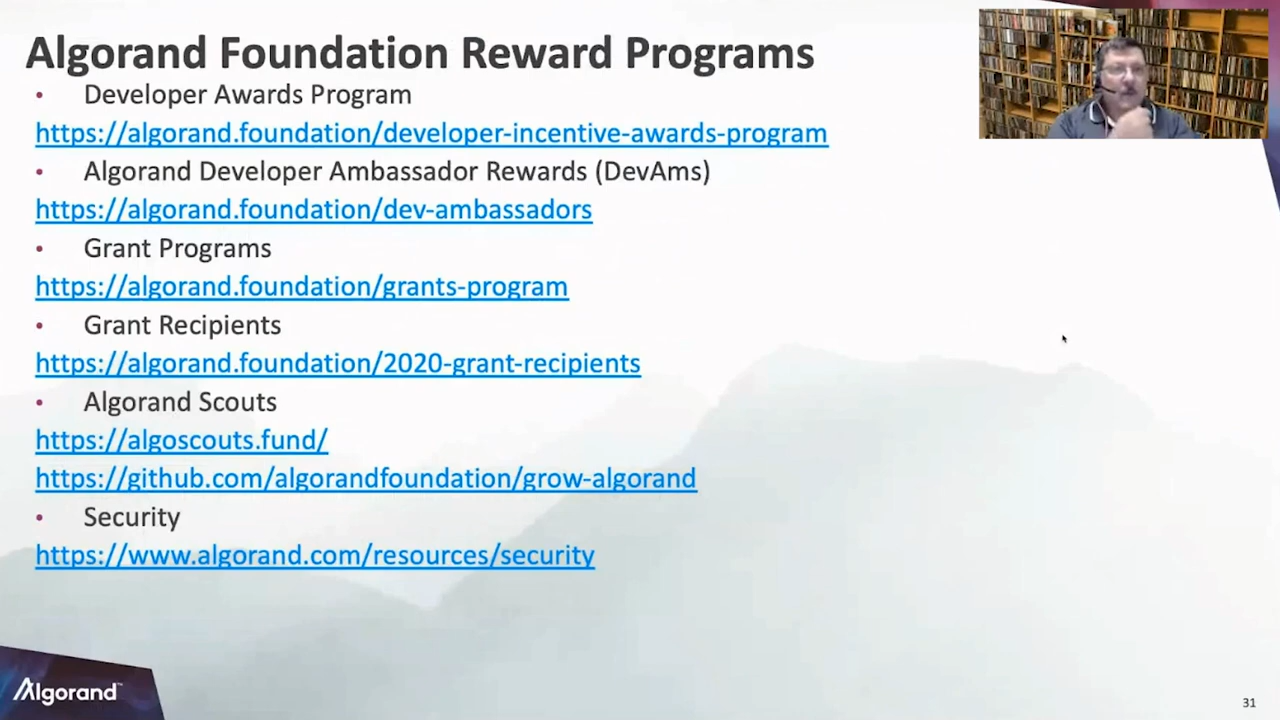 Algorand Foundation Reward Programs
• Developer Awards Program
https://algorand.foundation/developer-incentive-awards-program
• Algorand Developer Ambassador Rewards (DevAms)
https://algorand.foundation/dev-ambassadors
• Grant Programs
https://algorand.foundation/grants-program
• Grant Recipients
https://algorand.foundation/2020-grant-recipients
• Algorand Scouts
https://algoscouts.fund/
https://github.com/algorandfoundation/grow-algorand
• Security
https://www.algorand.com/resources/security
Algorand™
31